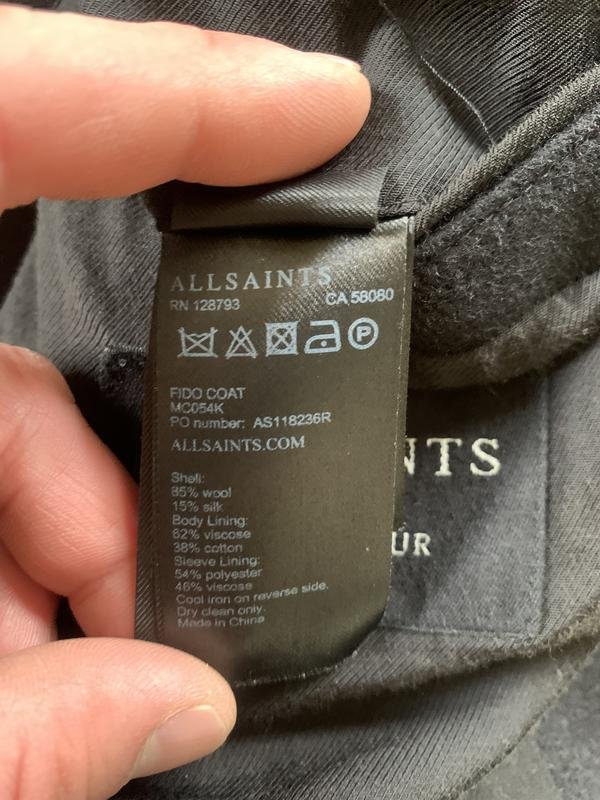 ALLSAINTS
RN 128793 CA 58080
P
FIDO COAT
MC054K
PO number: AS118236R
ALLSAINTS.COM
Shell:
85% wool
15% silk
Body Lining:
62% viscose
38% cotton
Sleeve Lining:
54% polyester
46% viscose
Cool iron on reverse side.
Dry clean only.
Made in China
NTS
UR